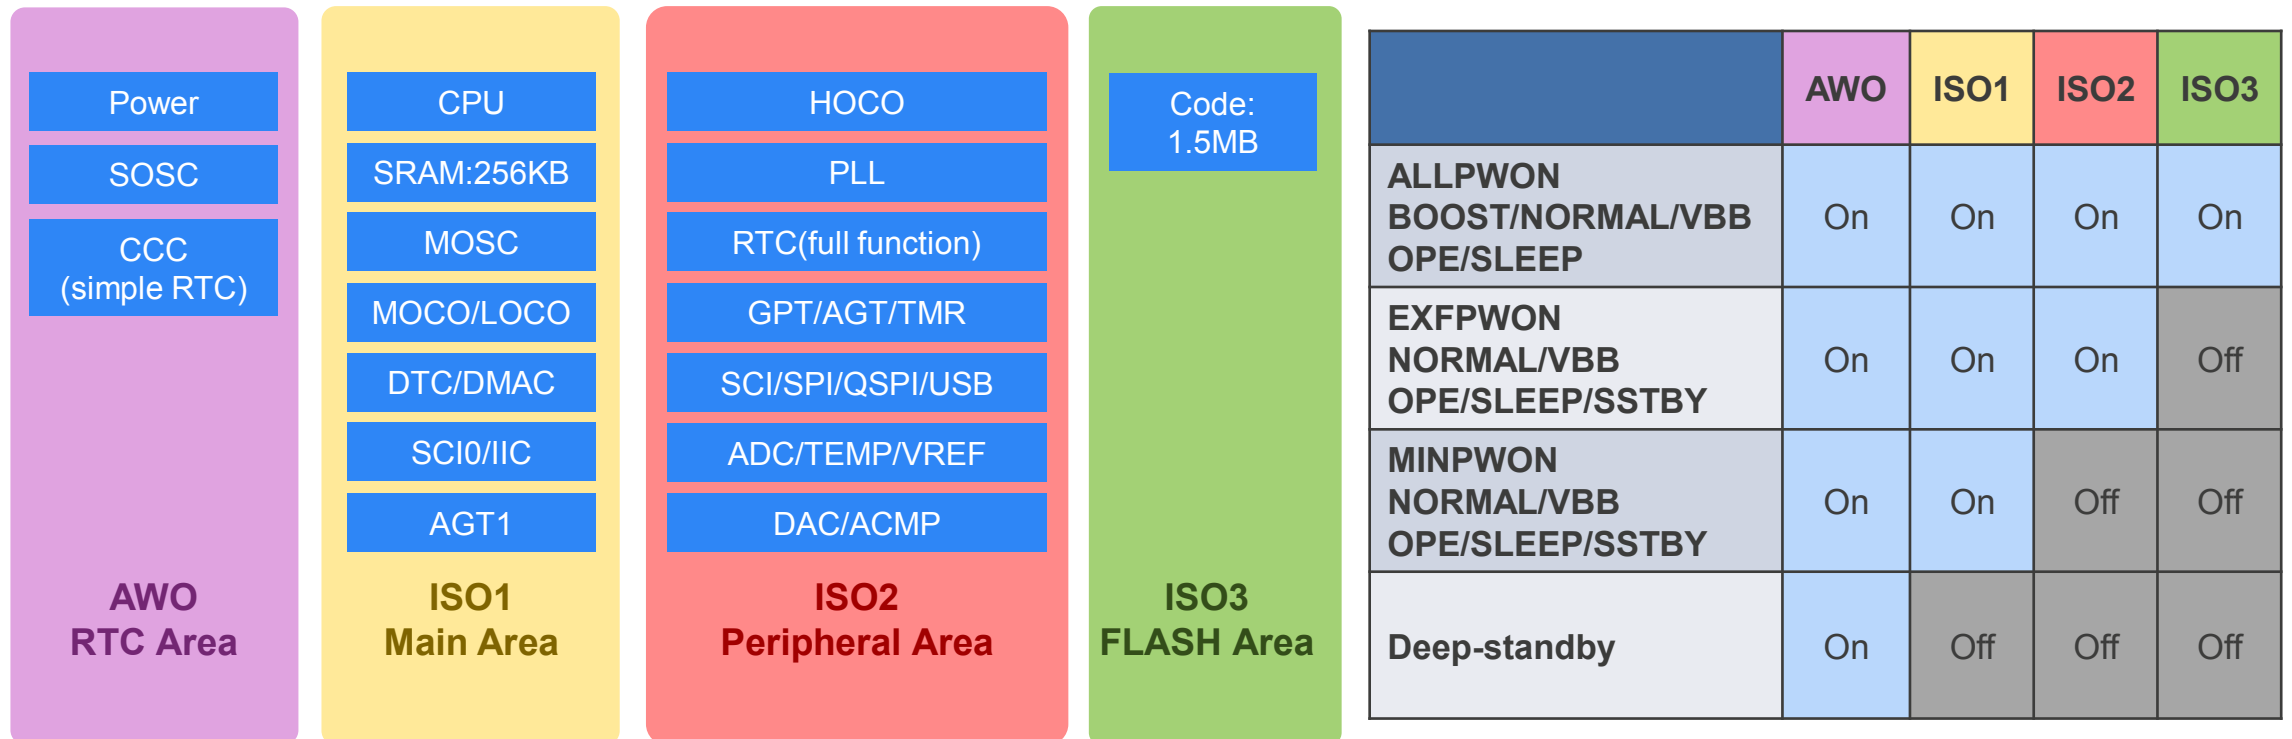 Power
SOSC
CCC
(simple RTC)
AWO
RTC Area
CPU
SRAM:256KB
MOSC
MOCO/LOCO
DTC/DMAC
SCI0/IIC
AGT1
ISO1
Main Area
HOCO
PLL
RTC(full function)
GPT/AGT/TMR
SCI/SPI/QSPI/USB
ADC/TEMP/VREF
DAC/ACMP
ISO2
Peripheral Area
Code:
1.5MB
ISO3
FLASH Area
AWO ISO1 ISO2 ISO3
ALLPWON
BOOST/NORMAL/VBB
OPE/SLEEP
On On On On
EXFPWON
NORMAL/VBB
OPE/SLEEP/SSTBY
On On On Off
MINPWON
NORMAL/VBB
OPE/SLEEP/SSTBY
On On Off Off
Deep-standby On Off Off Off